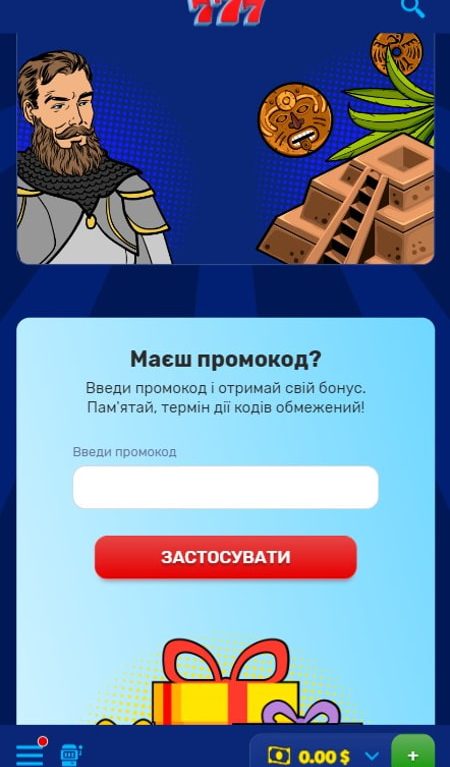 777
Маєш промокод?
Введи промокод і отримай свій бонус.
Пам'ятай, термін дії кодів обмежений!
Введи промокод
ЗАСТОСУВАТИ
0.00 $
+